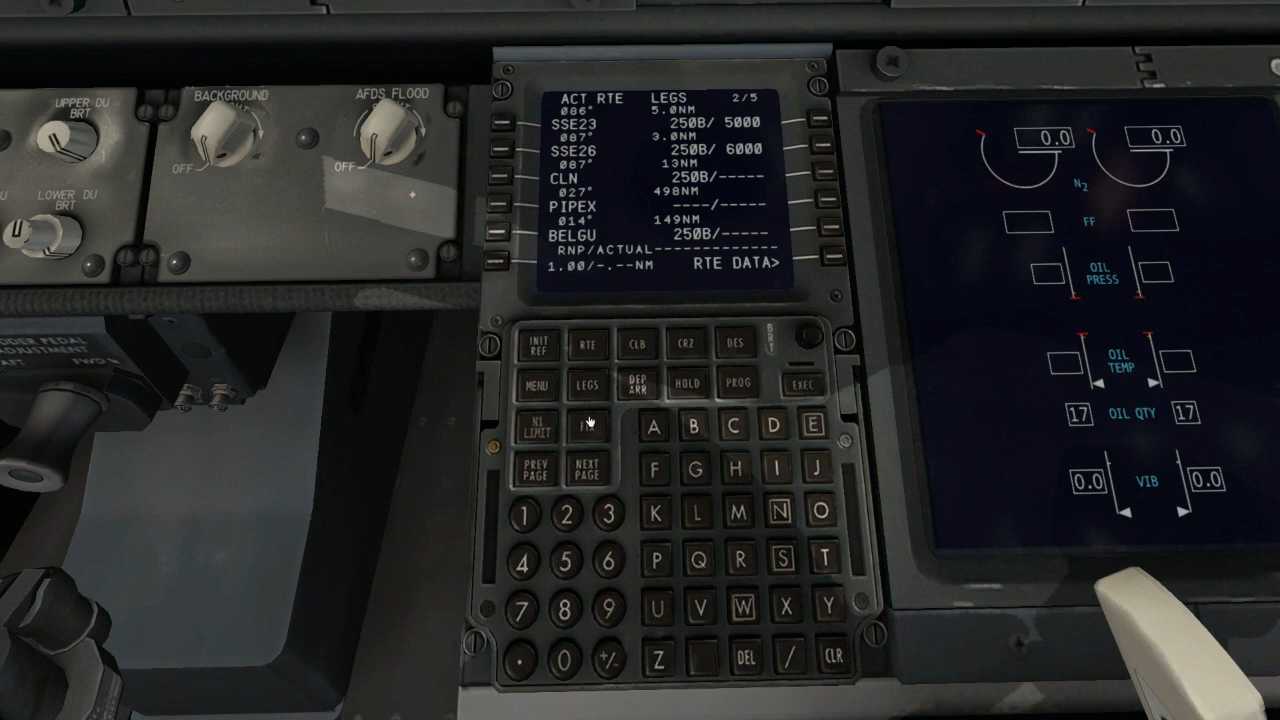 UPPER DU
BRT
BACKGROUND
OFF
AFDS FLOOD
OFF
LOWER DU
BRT
ACT RTE LEGS 2/5
086° 5.0NM
SSE23 250B/ 5000
087° 3.0NM
SSE26 250B/ 6000
087° 13NM
CLN 250B/-----
027° 498NM
PIPEX ----/-----
014° 149NM
BELGU 250B/-----
RNP/ACTUAL-------------
1.00/-.--NM RTE DATA>
BRT
INIT REF RTE CLB CRZ DES
MENU LEGS DEP ARR HOLD PROG EXEC
N1 LIMIT
PREV PAGE NEXT PAGE
A B C D E
F G H I J
1 2 3 K L M N O
4 5 6 P Q R S T
7 8 9 U V W X Y
. 0 +/- Z DEL / CLR
0.0 0.0
N2
FF
OIL
PRESS
OIL
TEMP
17 OIL QTY 17
0.0 VIB 0.0
ADJUSTMENT
FWD